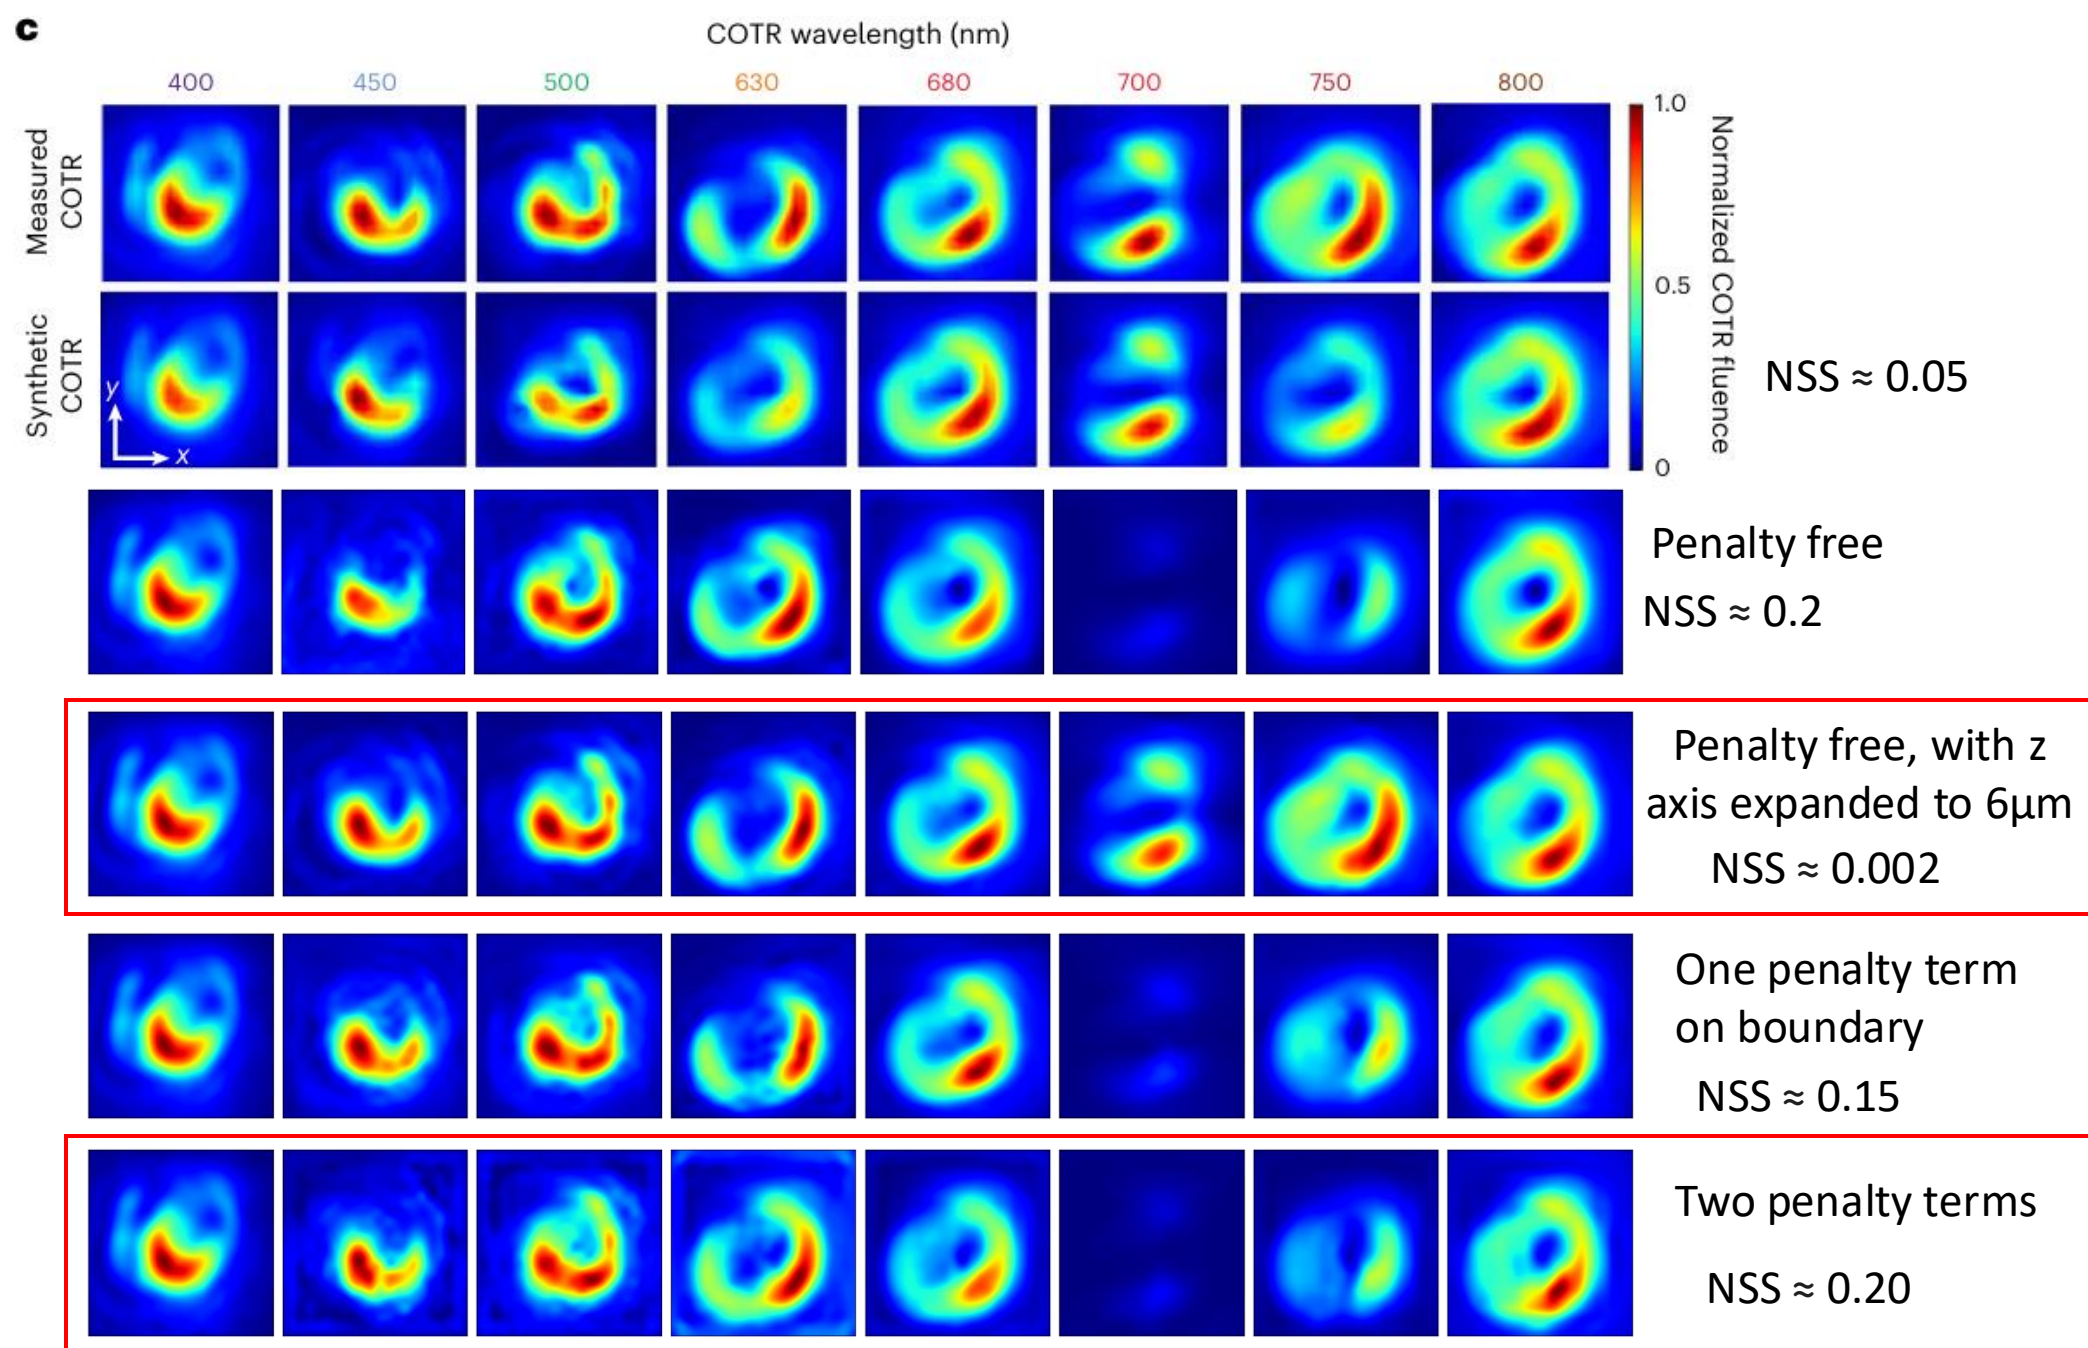 c
COTR wavelength (nm)
400 450 500 630 680 700 750 800
Measured
COTR
Synthetic
COTR
y
x
1.0
0.5
0
Normalized COTR fluence
NSS ≈ 0.05
Penalty free
NSS ≈ 0.2
Penalty free, with z
axis expanded to 6μm
NSS ≈ 0.002
One penalty term
on boundary
NSS ≈ 0.15
Two penalty terms
NSS ≈ 0.20